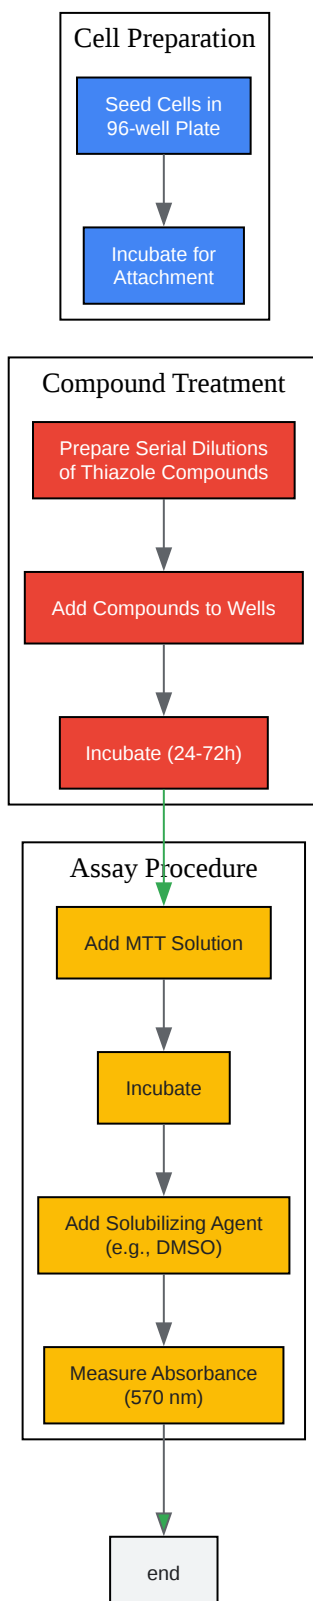 Cell Preparation
Seed Cells in
96-well Plate
Incubate for
Attachment
Compound Treatment
Prepare Serial Dilutions
of Thiazole Compounds
Add Compounds to Wells
Incubate (24-72h)
Assay Procedure
Add MTT Solution
Incubate
Add Solubilizing Agent
(e.g., DMSO)
Measure Absorbance
(570 nm)
end